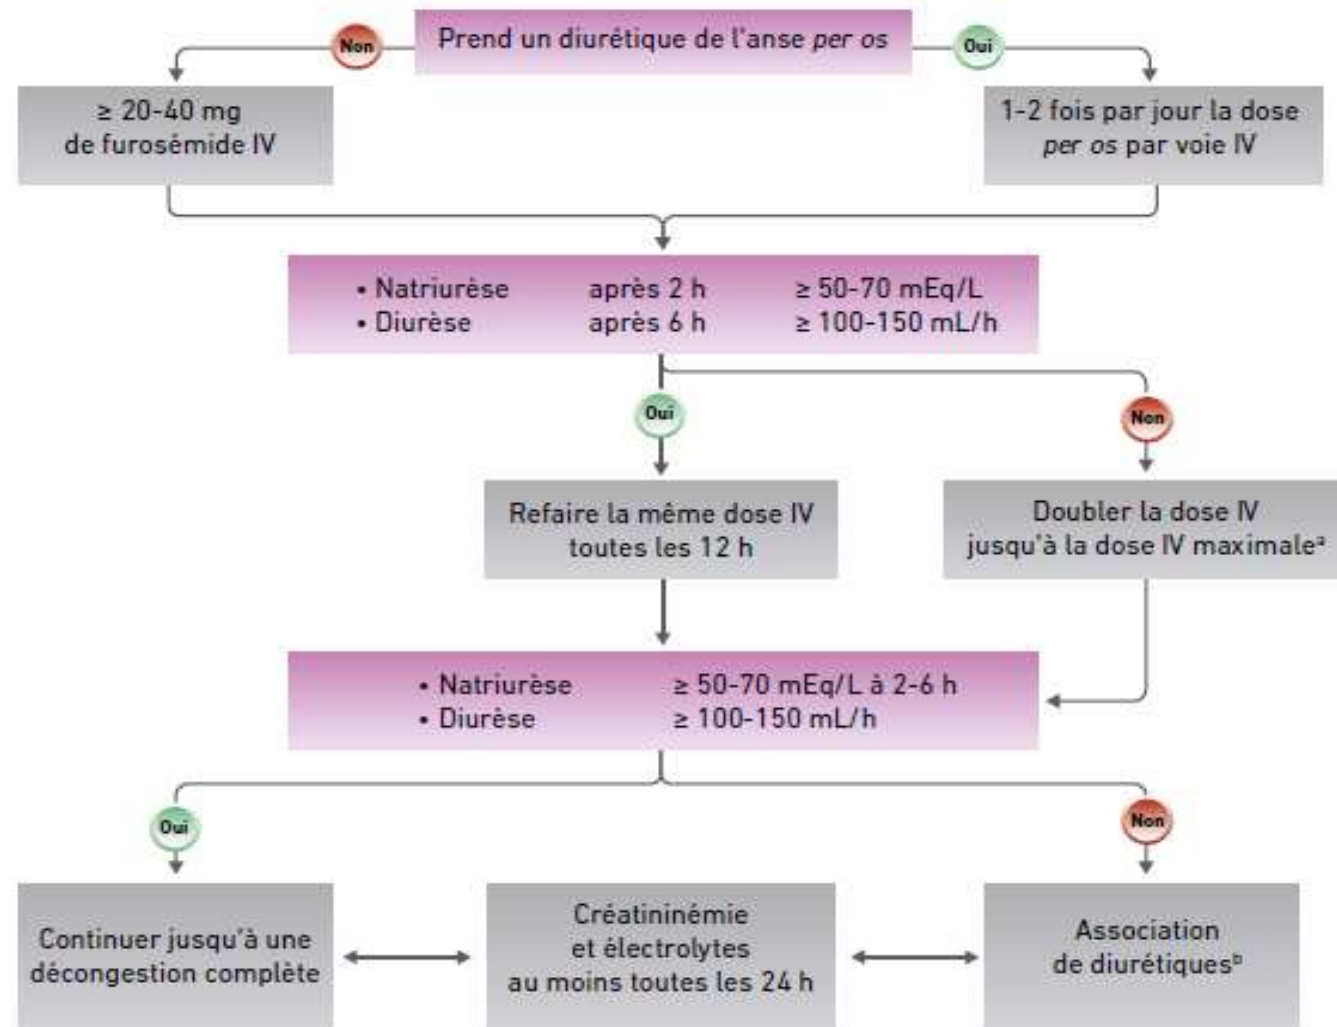 Prend un diurétique de l'anse per os
Non
Oui
≥ 20-40 mg
de furosémide IV
1-2 fois par jour la dose
per os par voie IV
• Natriurèse après 2 h ≥ 50-70 mEq/L
• Diurèse après 6 h ≥ 100-150 mL/h
Oui
Non
Refaire la même dose IV
toutes les 12 h
Doubler la dose IV
jusqu'à la dose IV maximaleᵃ
• Natriurèse ≥ 50-70 mEq/L à 2-6 h
• Diurèse ≥ 100-150 mL/h
Oui
Non
Continuer jusqu'à une
décongestion complète
Créatininémie
et électrolytes
au moins toutes les 24 h
Association
de diurétiquesᵇ